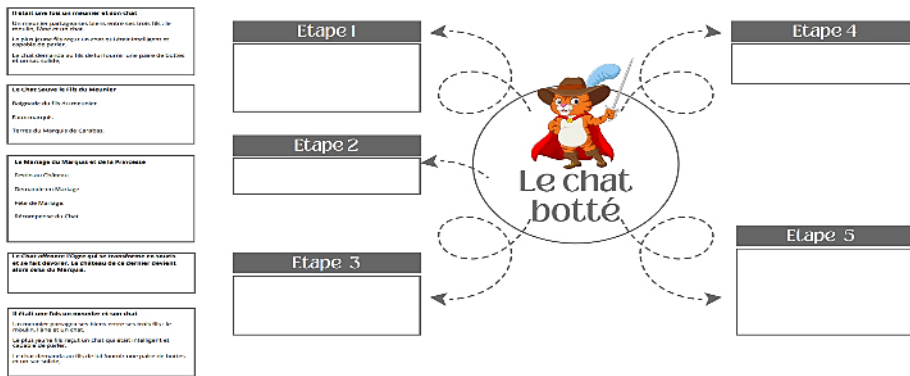 Il était une fois un meunier et son chat
Un meunier partagea ses biens entre ses trois fils : le
moulin, l'âne et un chat.
Le plus jeune fils reçut un chat qui était intelligent et
capable de parler.
Le chat demanda au fils de lui fournir une paire de bottes
et un sac solide,
Le Chat Sauve le Fils du Meunier
Baignade du fils du meunier
Faux marquis.
Terres du Marquis de Carabas.
Le Mariage du Marquis et de la Princesse
Festin au Château
Demande en Mariage
Fête de Mariage.
Récompense du Chat
Le Chat affronte l'Ogre qui se transforme en souris
et se fait dévorer. Le château de ce dernier devient
alors celui du Marquis.
Il était une fois un meunier et son chat
Un meunier partagea ses biens entre ses trois fils : le
moulin, l'âne et un chat.
Le plus jeune fils reçut un chat qui était intelligent et
capable de parler.
Le chat demanda au fils de lui fournir une paire de bottes
et un sac solide,
Etape 1
Etape 2
Etape 3
Le chat
botté
Etape 4
Etape 5